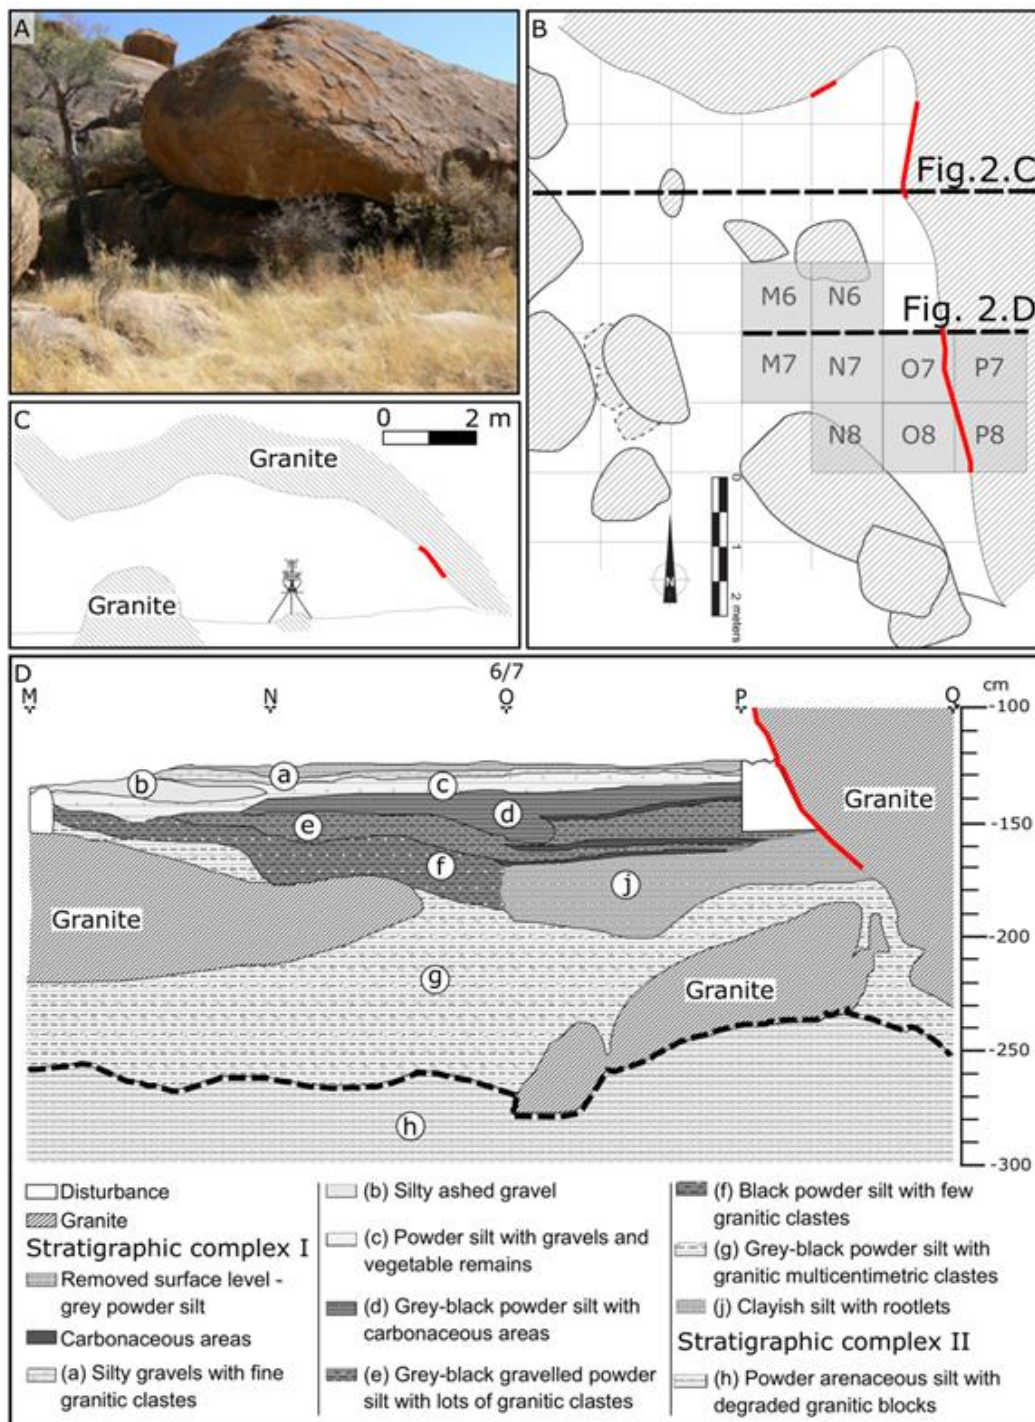 A
B
Fig.2.C
M6 N6
Fig. 2.D
M7 N7 O7 P7
N8 O8 P8
0
1
2 meters
N
C
0 2 m
Granite
Granite
D
6/7
M N O P Q
cm
-100
-150
-200
-250
-300
a
b
c
d
e
f
j
g
h
Granite
Granite
Granite
Disturbance
Granite
Stratigraphic complex I
Removed surface level -
grey powder silt
Carbonaceous areas
(a) Silty gravels with fine
granitic clastes
(b) Silty ashed gravel
(c) Powder silt with gravels and
vegetable remains
(d) Grey-black powder silt with
carbonaceous areas
(e) Grey-black gravelled powder
silt with lots of granitic clastes
(f) Black powder silt with few
granitic clastes
(g) Grey-black powder silt with
granitic multicentimetric clastes
(j) Clayish silt with rootlets
Stratigraphic complex II
(h) Powder arenaceous silt with
degraded granitic blocks